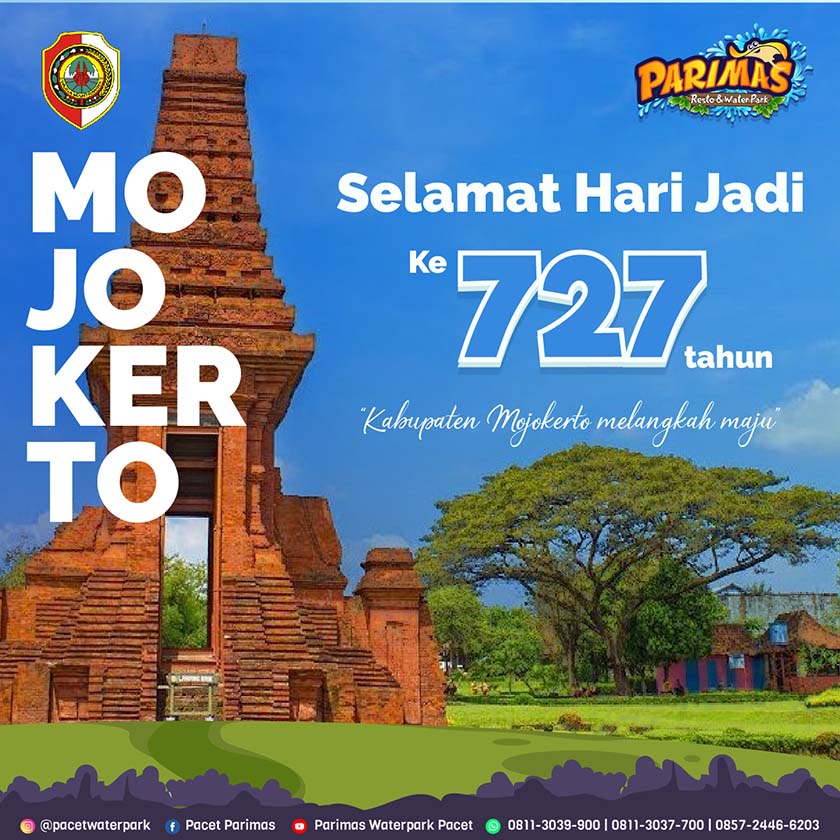 PARIMAS
Resto & Water Park
MO
JO
KER
TO
Selamat Hari Jadi
Ke 727 tahun
"Kabupaten Mojokerto melangkah maju"
@pacetwaterpark Pacet Parimas Parimas Waterpark Pacet 0811-3039-900 | 0811-3037-700 | 0857-2446-6203